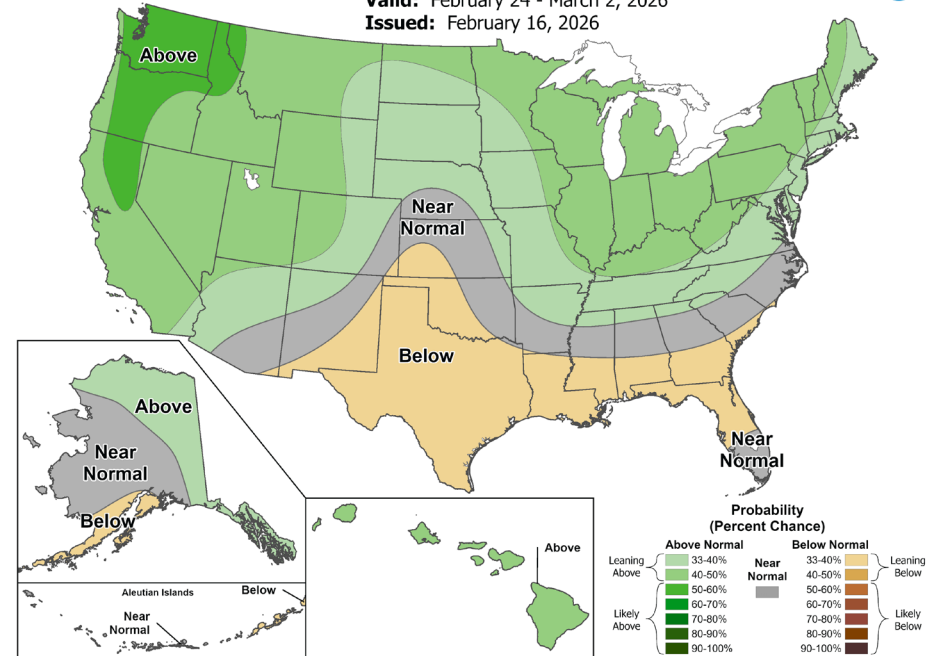 Valid: February 24 - March 2, 2026
Issued: February 16, 2026
Above
Near
Normal
Below
Near
Normal
Above
Near
Normal
Below
Aleutian Islands
Below
Near
Normal
Above
Probability
(Percent Chance)
Above Normal
Below Normal
Leaning
Above
33-40%
40-50%
Likely
Above
50-60%
60-70%
70-80%
80-90%
90-100%
Near
Normal
33-40%
40-50%
Leaning
Below
50-60%
60-70%
70-80%
80-90%
90-100%
Likely
Below